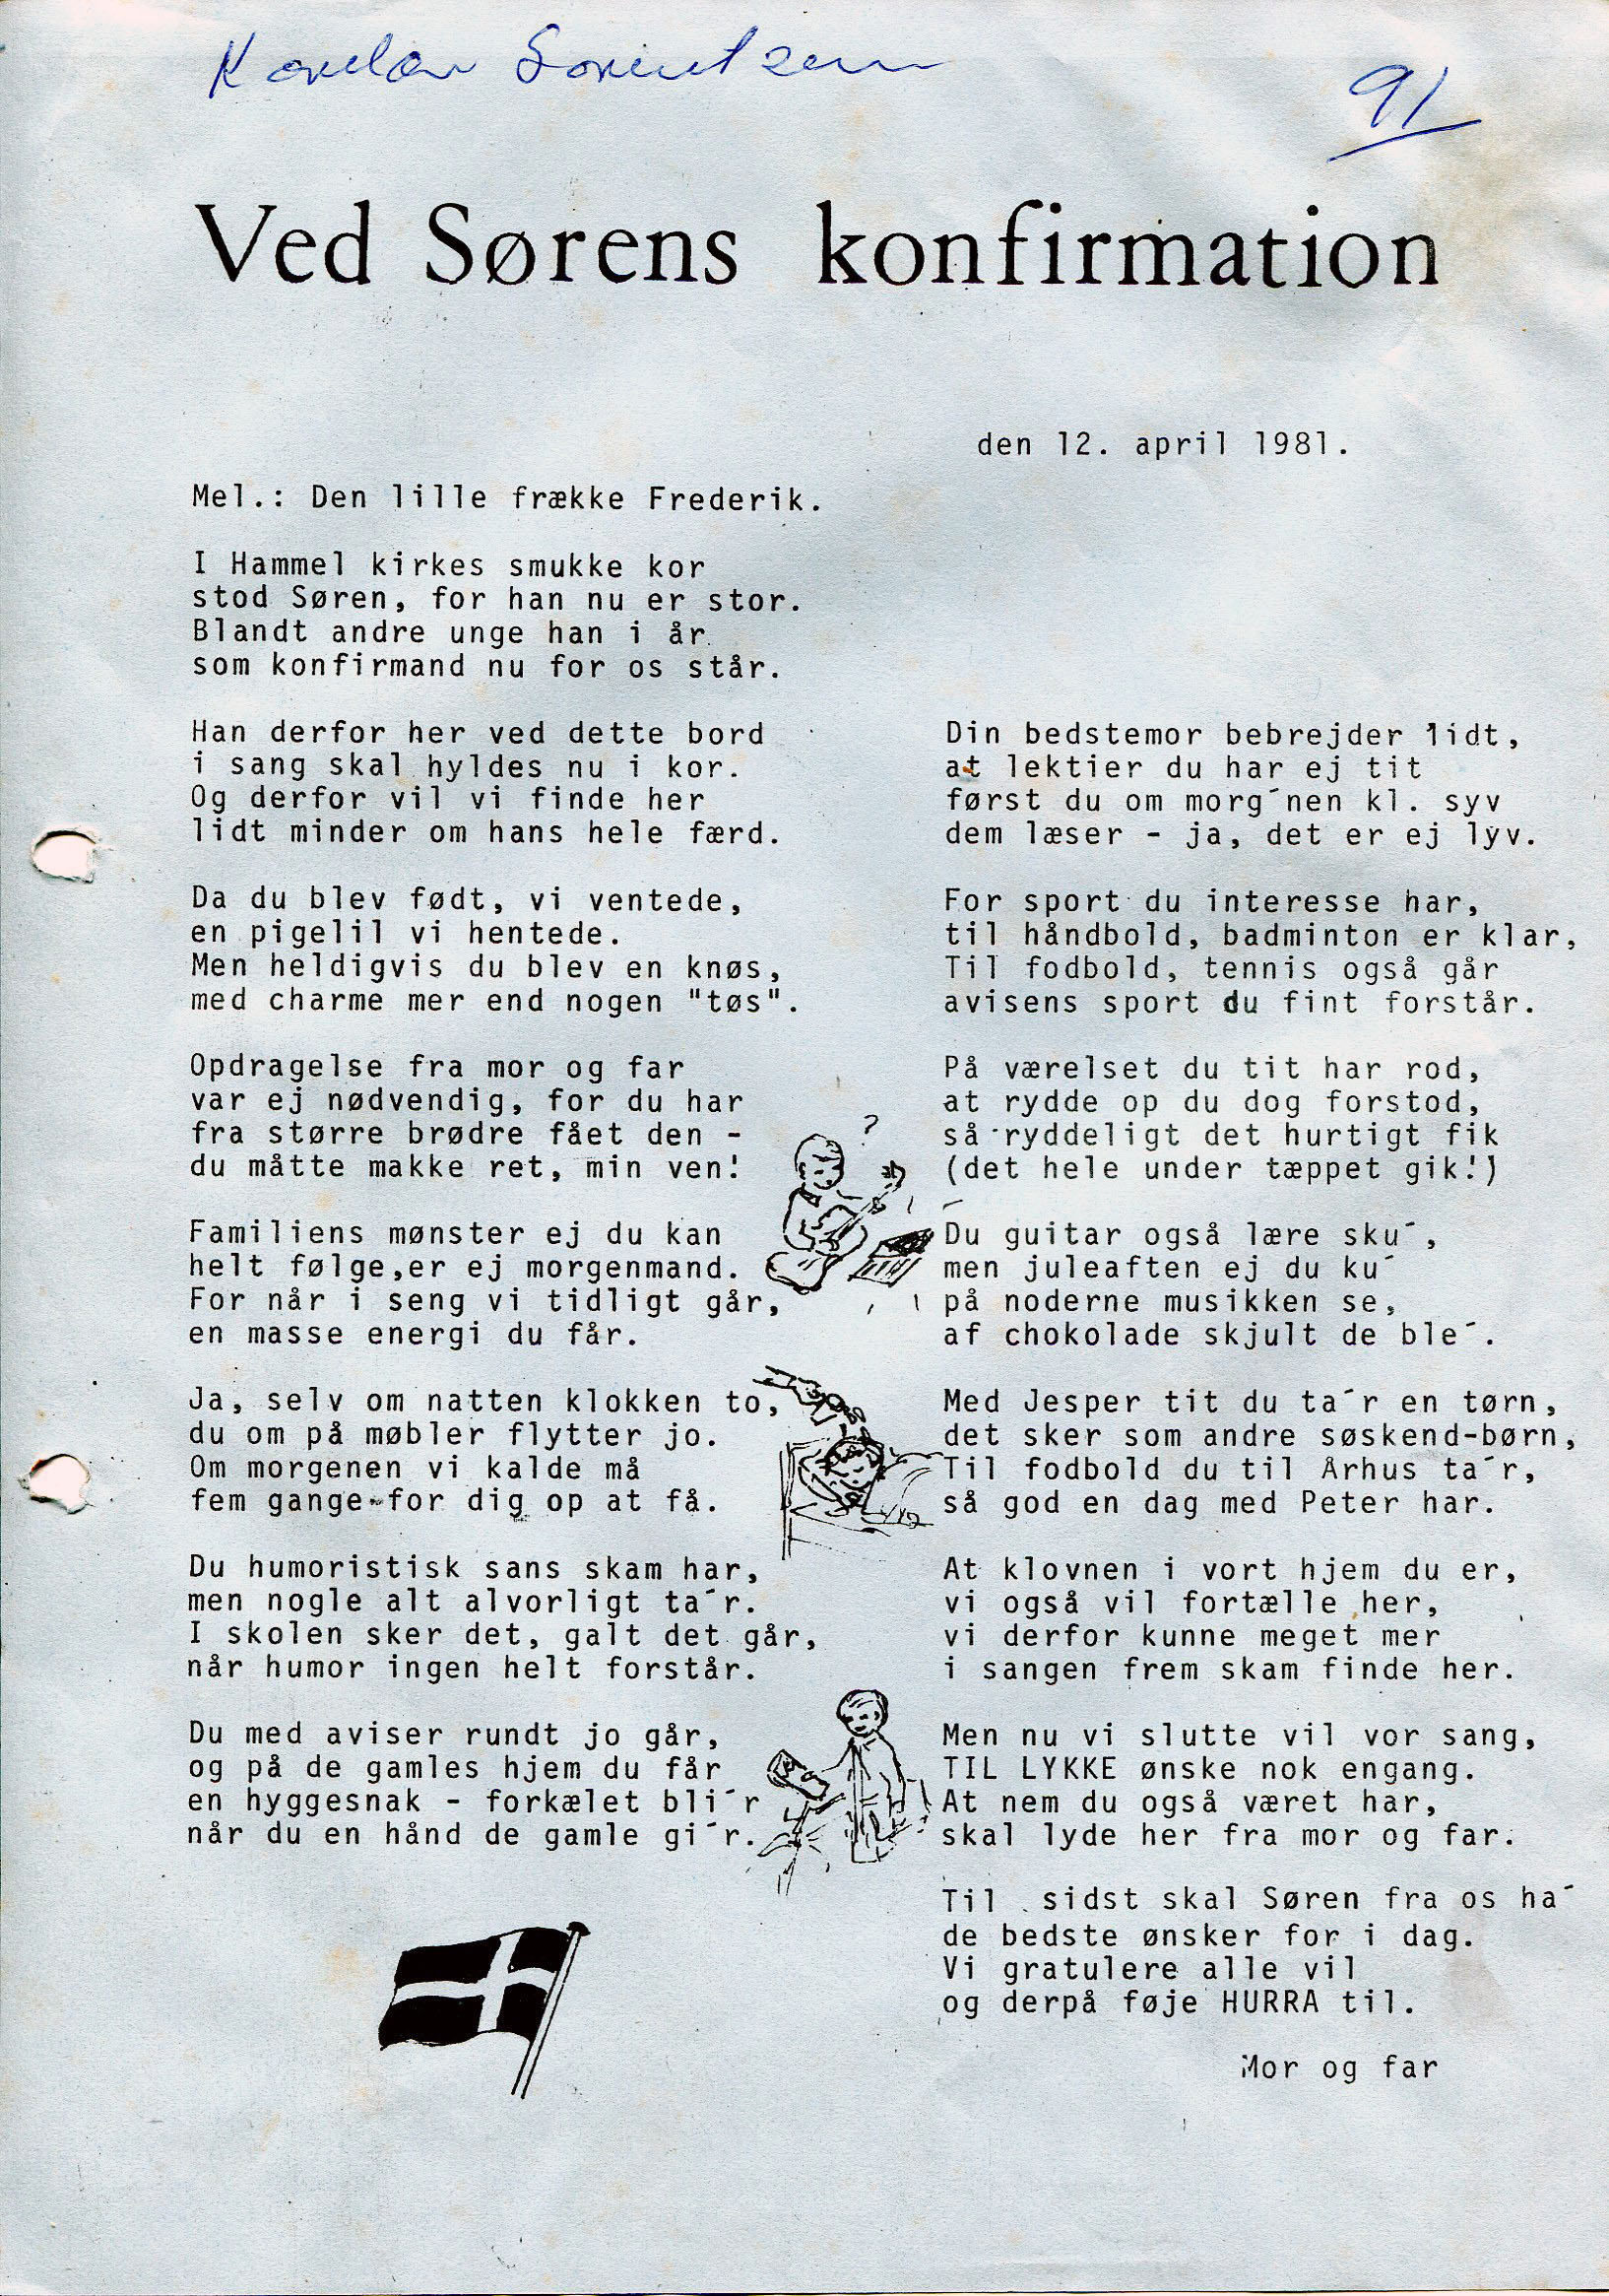 91
Ved Sørens konfirmation
den 12. april 1981.
Mel.: Den lille frække Frederik.
I Hammel kirkes smukke kor
stod Søren, for han nu er stor.
Blandt andre unge han i år
som konfirmand nu for os står.
Han derfor her ved dette bord
i sang skal hyldes nu i kor.
Og derfor vil vi finde her
lidt minder om hans hele færd.
Da du blev født, vi ventede,
en pigelil vi hentede.
Men heldigvis du blev en knøs,
med charme mer end nogen "tøs".
Opdragelse fra mor og far
var ej nødvendig, for du har
fra større brødre fået den -
du måtte makke ret, min ven!
Familiens mønster ej du kan
helt følge,er ej morgenmand.
For når i seng vi tidligt går,
en masse energi du får.
Ja, selv om natten klokken to,
du om på møbler flytter jo.
Om morgenen vi kalde må
fem gange for dig op at få.
Du humoristisk sans skam har,
men nogle alt alvorligt ta´r.
I skolen sker det, galt det går,
når humor ingen helt forstår.
Du med aviser rundt jo går,
og på de gamles hjem du får
en hyggesnak - forkælet bli´r
når du en hånd de gamle gi´r.
Din bedstemor bebrejder lidt,
at lektier du har ej tit
først du om morg´nen kl. syv
dem læser - ja, det er ej lyv.
For sport du interesse har,
til håndbold, badminton er klar,
Til fodbold, tennis også går
avisens sport du fint forstår.
På værelset du tit har rod,
at rydde op du dog forstod,
så ryddeligt det hurtigt fik
(det hele under tæppet gik!)
?
Du guitar også lære sku´,
men juleaften ej du ku´
på noderne musikken se,
af chokolade skjult de ble´.
Med Jesper tit du ta´r en tørn,
det sker som andre søskend-børn,
Til fodbold du til Århus ta´r,
så god en dag med Peter har.
At klovnen i vort hjem du er,
vi også vil fortælle her,
vi derfor kunne meget mer
i sangen frem skam finde her.
Men nu vi slutte vil vor sang,
TIL LYKKE ønske nok engang.
At nem du også været har,
skal lyde her fra mor og far.
Til sidst skal Søren fra os ha´
de bedste ønsker for i dag.
Vi gratulere alle vil
og derpå føje HURRA til.
Mor og far